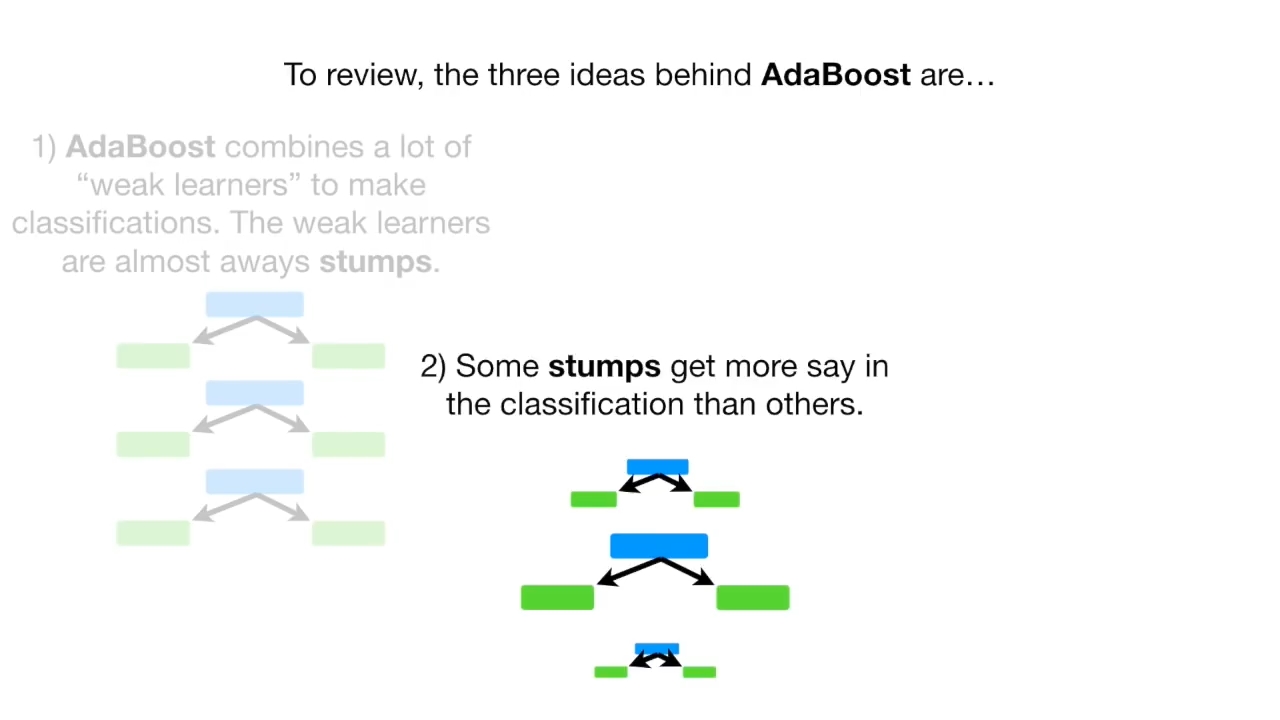 To review, the three ideas behind AdaBoost are…
1) AdaBoost combines a lot of
“weak learners” to make
classifications. The weak learners
are almost aways stumps.
2) Some stumps get more say in
the classification than others.